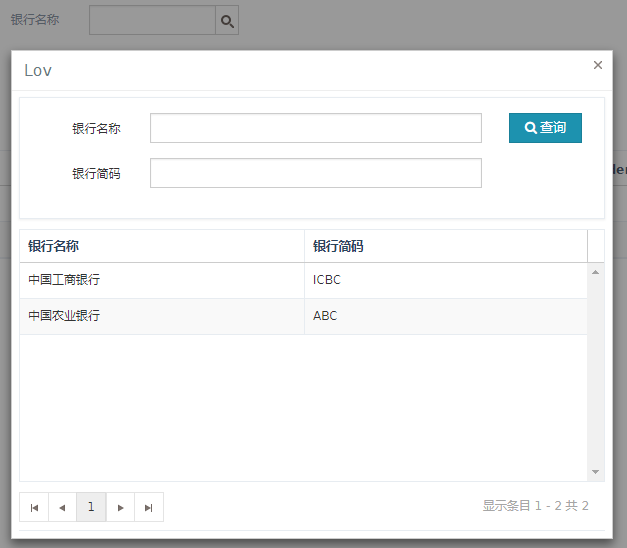 银行名称
Lov
×
银行名称
查询
银行简码
银行名称 银行简码
中国工商银行 ICBC
中国农业银行 ABC
1
显示条目 1 - 2 共 2